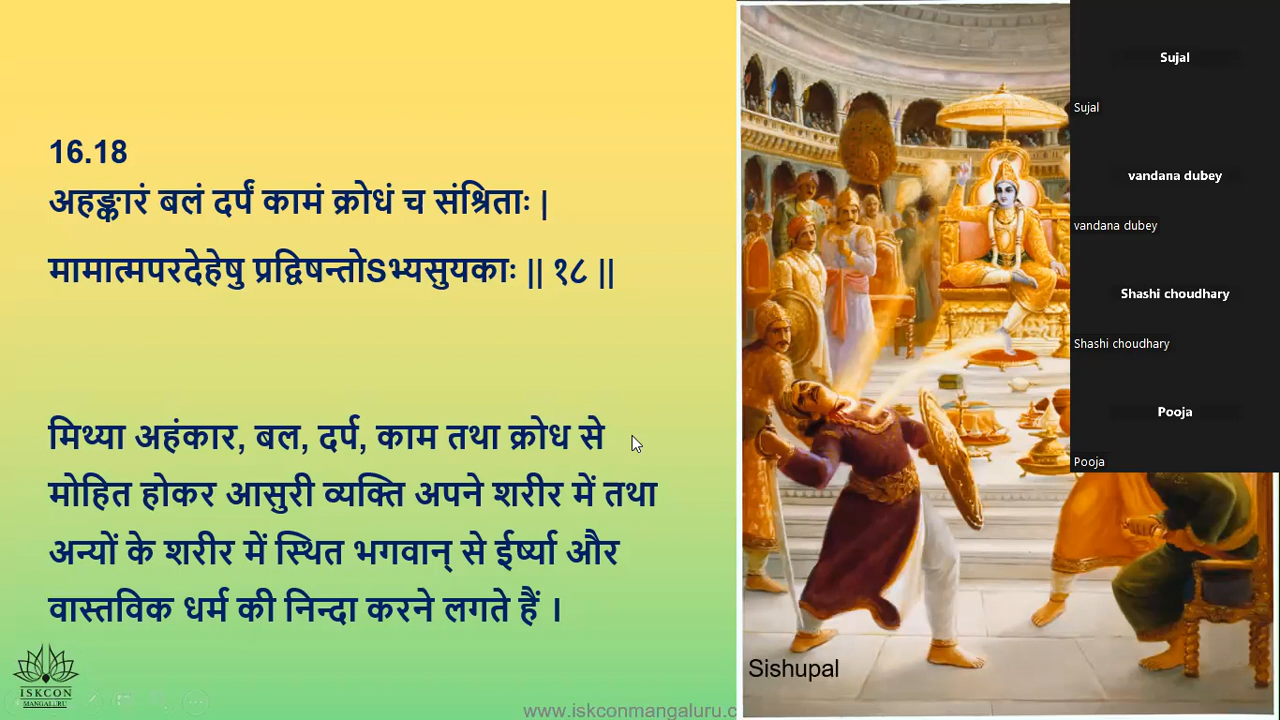 16.18
अहङ्कारं बलं दर्पं कामं क्रोधं च संश्रिताः |
मामात्मपरदेहेषु प्रद्विषन्तोSभ्यसुयकाः || १८ ||
मिथ्या अहंकार, बल, दर्प, काम तथा क्रोध से
मोहित होकर आसुरी व्यक्ति अपने शरीर में तथा
अन्यों के शरीर में स्थित भगवान् से ईर्ष्या और
वास्तविक धर्म की निन्दा करने लगते हैं ।
ISKCON
MANGALURU
www.iskconmangaluru.c
Sishupal
Sujal
Sujal
vandana dubey
vandana dubey
Shashi choudhary
Shashi choudhary
Pooja
Pooja